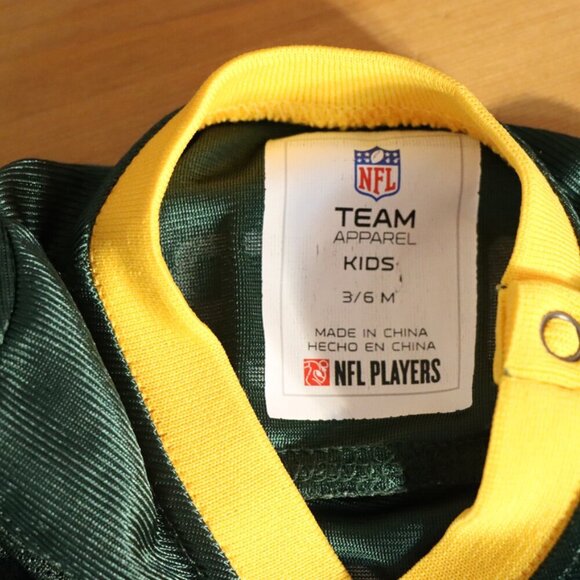 NFL
TEAM
APPAREL
KIDS
3/6 M
MADE IN CHINA
HECHO EN CHINA
NFL PLAYERS